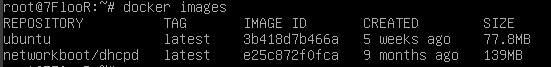 root@7FlooR:~# docker images
REPOSITORY TAG IMAGE ID CREATED SIZE
ubuntu latest 3b418d7b466a 5 weeks ago 77.8MB
networkboot/dhcpd latest e25c872f0fca 9 months ago 139MB